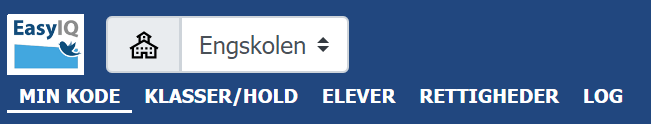 EasyIQ
Engskolen
MIN KODE KLASSER/HOLD ELEVER RETTIGHEDER LOG